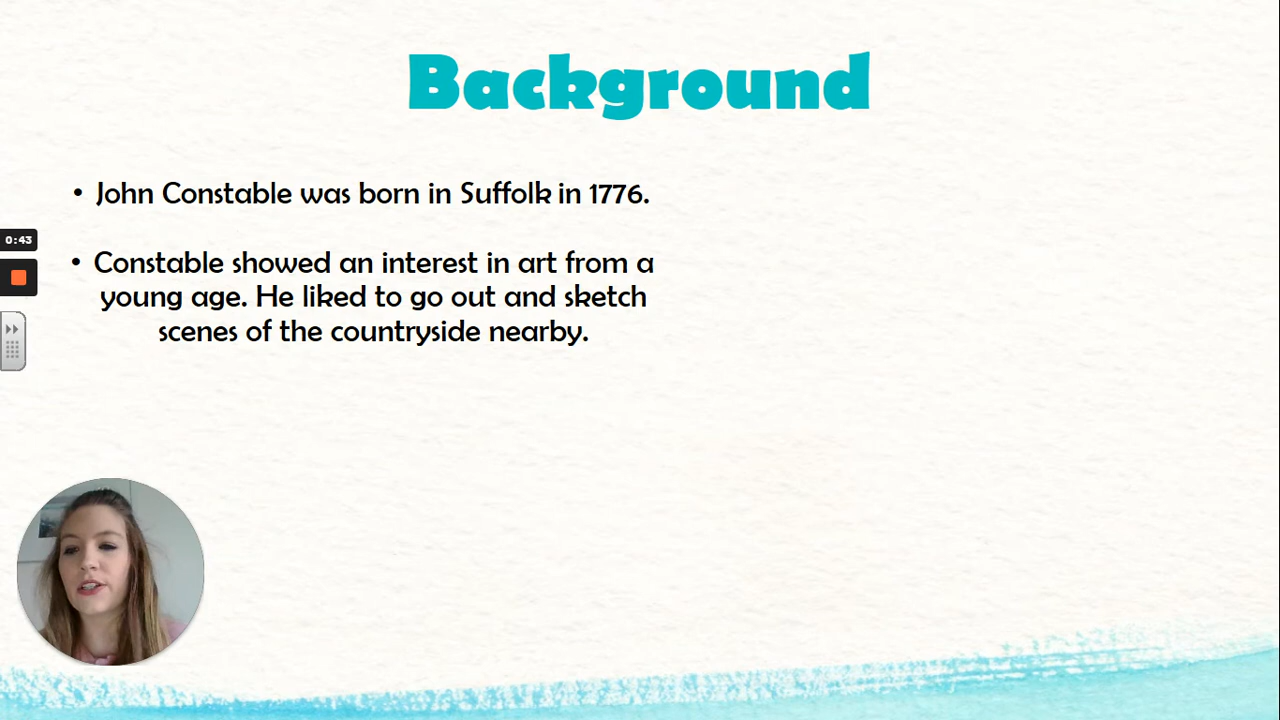 Background
• John Constable was born in Suffolk in 1776.
0:43
• Constable showed an interest in art from a
young age. He liked to go out and sketch
scenes of the countryside nearby.